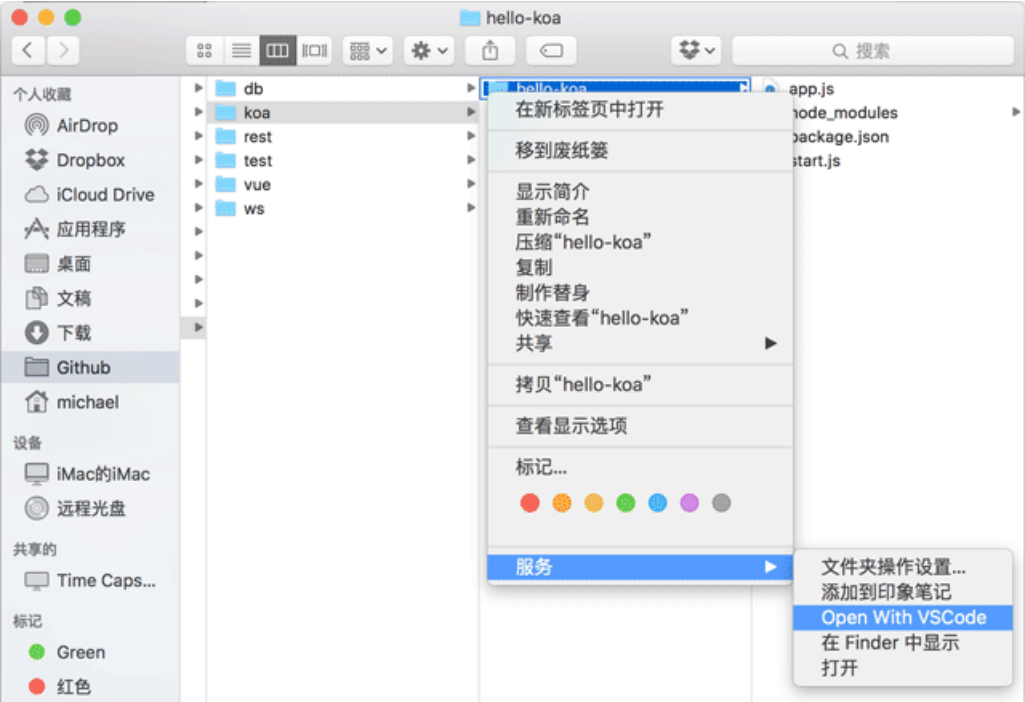 hello-koa
搜索
个人收藏
AirDrop
Dropbox
iCloud Drive
应用程序
桌面
文稿
下载
Github
michael
设备
iMac的iMac
远程光盘
共享的
Time Caps...
标记
Green
红色
db
koa
rest
test
vue
ws
hello-koa
app.js
node_modules
package.json
start.js
在新标签页中打开
移到废纸篓
显示简介
重新命名
压缩“hello-koa”
复制
制作替身
快速查看“hello-koa”
共享
拷贝“hello-koa”
查看显示选项
标记...
服务
文件夹操作设置...
添加到印象笔记
Open With VSCode
在 Finder 中显示
打开